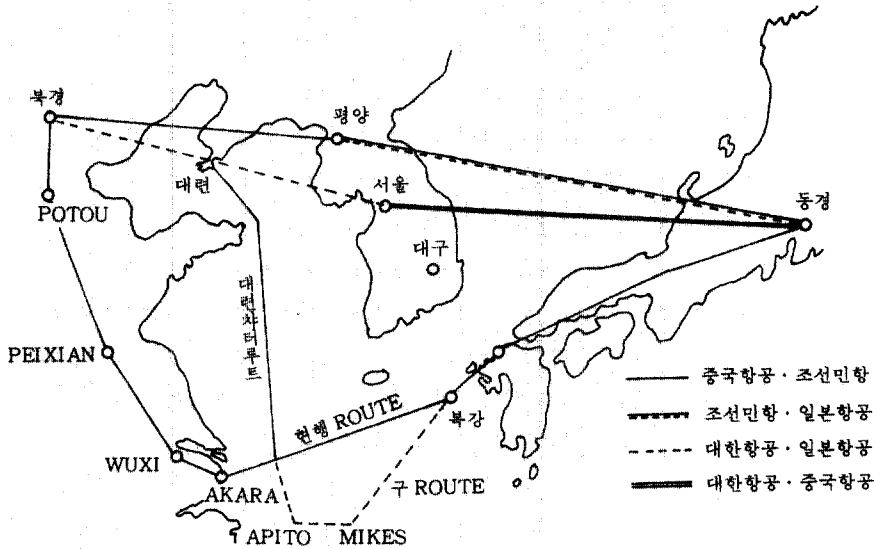 북경
평양
대련
서울
동경
POTOU
대구
대련차터루트
PEIXIAN
현행 ROUTE
복강
WUXI
AKARA
구 ROUTE
APITO
MIKES
중국항공·조선민항
조선민항·일본항공
대한항공·일본항공
대한항공·중국항공